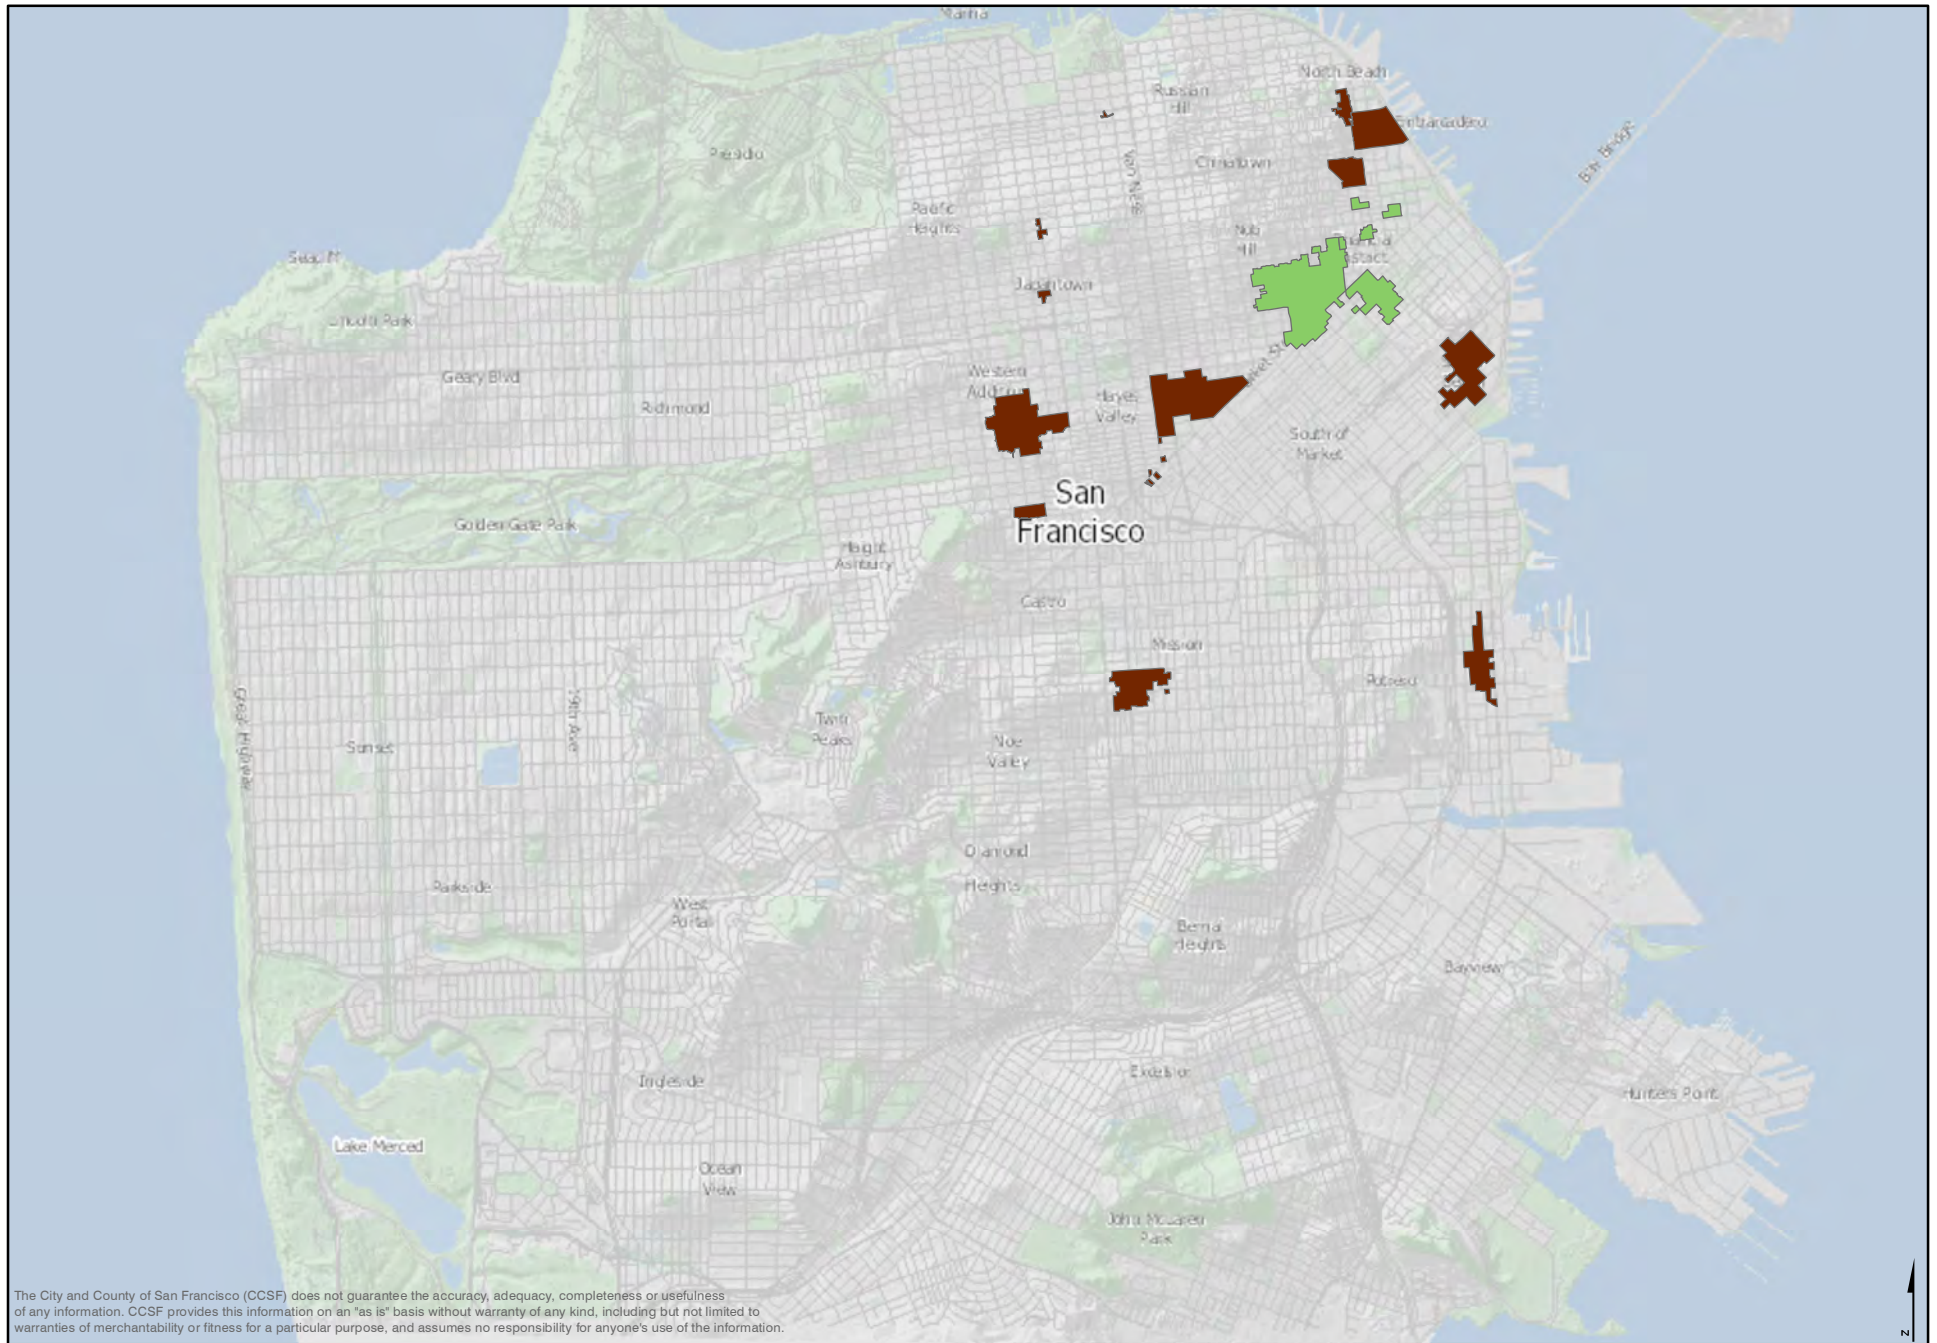 Marina
North Beach
Russian
Hill
Embarcadero
Presidio
Van Ness
Chinatown
Bay Bridge
Pacific
Heights
Nob
Hill
Financial
District
Seacliff
Japantown
Lincoln Park
Market St
Geary Blvd
Western
Addition
Richmond
Hayes
Valley
South of
Market
San
Francisco
Golden Gate Park
Haight
Ashbury
Castro
Mission
Potrero
Great Highway
19th Ave
Sunset
Twin
Peaks
Noe
Valley
Diamond
Heights
Parkside
West
Portal
Bernal
Heights
Bayview
Ingleside
Excelsior
Hunters Point
Lake Merced
Ocean
View
John McLaren
Park
The City and County of San Francisco (CCSF) does not guarantee the accuracy, adequacy, completeness or usefulness
of any information. CCSF provides this information on an "as is" basis without warranty of any kind, including but not limited to
warranties of merchantability or fitness for a particular purpose, and assumes no responsibility for anyone's use of the information.
N